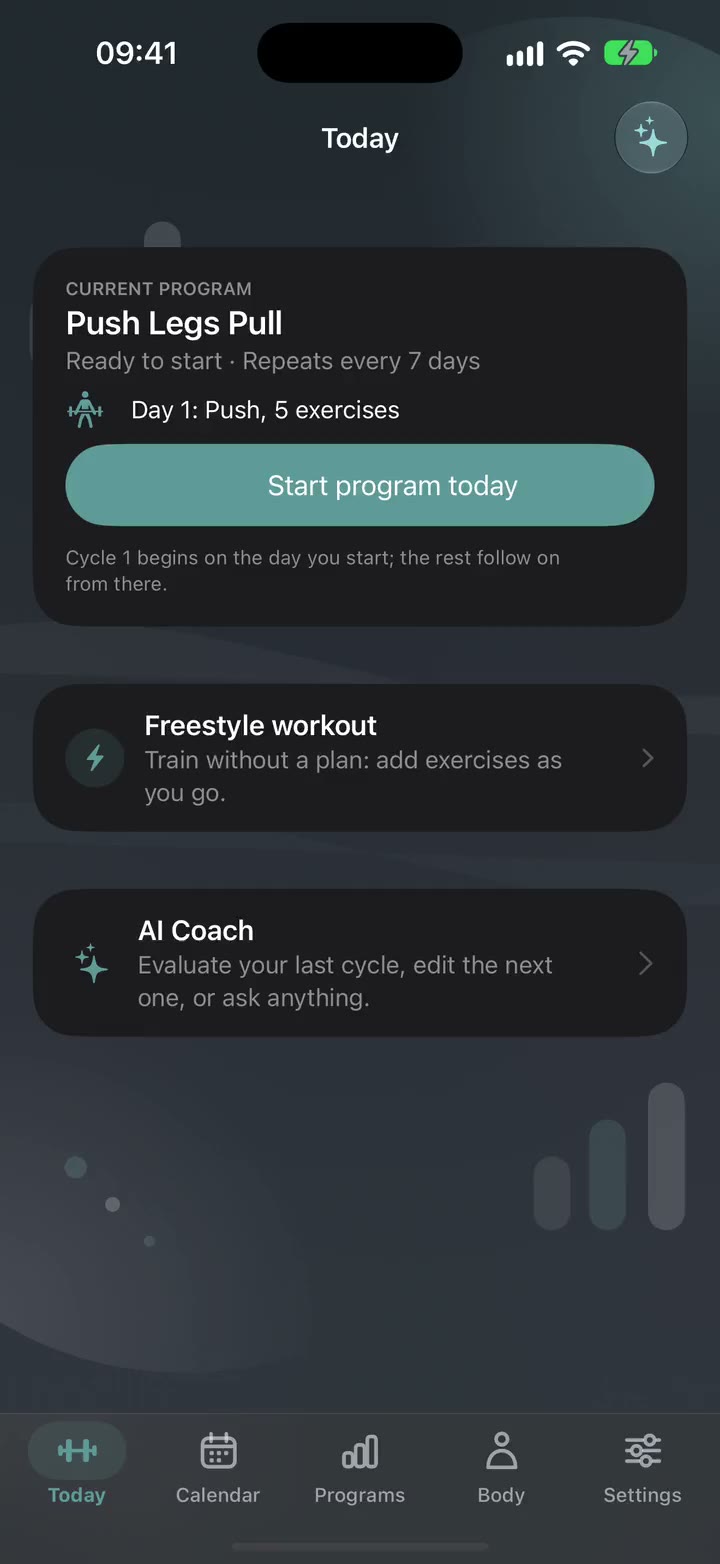 09:41
Today
CURRENT PROGRAM
Push Legs Pull
Ready to start · Repeats every 7 days
Day 1: Push, 5 exercises
Start program today
Cycle 1 begins on the day you start; the rest follow on
from there.
Freestyle workout
Train without a plan: add exercises as
you go.
AI Coach
Evaluate your last cycle, edit the next
one, or ask anything.
Today
Calendar
Programs
Body
Settings